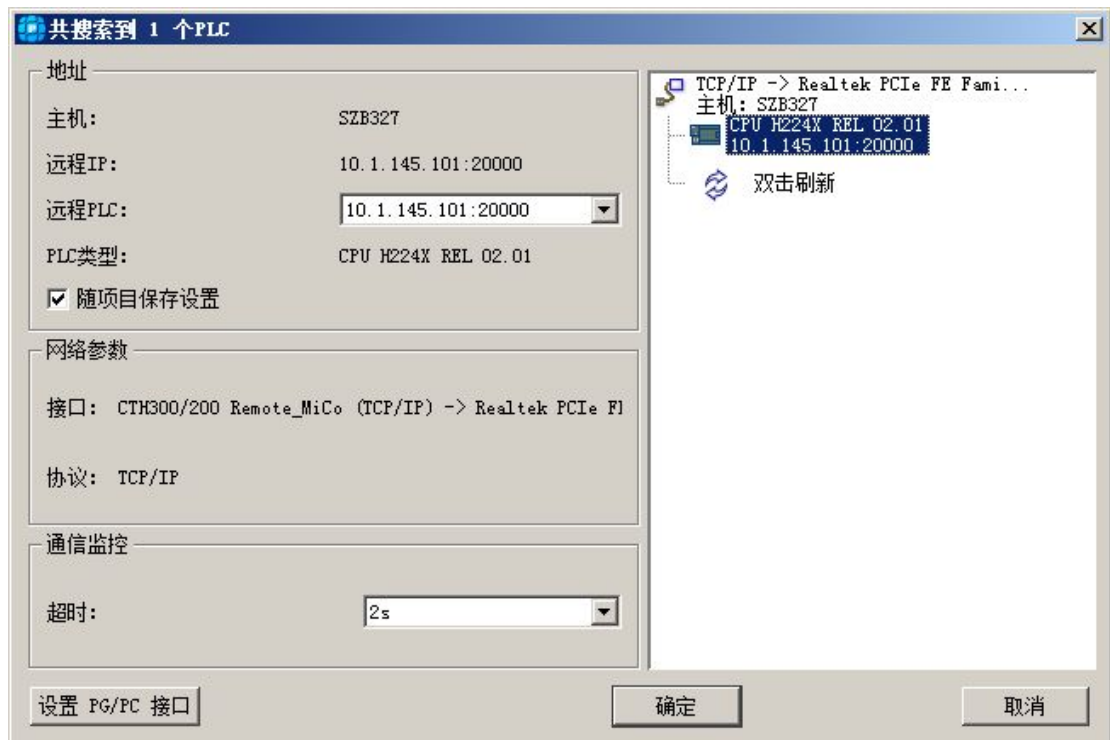 共搜索到 1 个PLC
地址
主机: SZB327
远程IP: 10.1.145.101:20000
远程PLC: 10.1.145.101:20000
PLC类型: CPU H224X REL 02.01
随项目保存设置
网络参数
接口: CTH300/200 Remote_MiCo (TCP/IP) -> Realtek PCIe F
协议: TCP/IP
通信监控
超时: 2s
设置 PG/PC 接口
TCP/IP -> Realtek PCIe FE Fami...
主机: SZB327
CPU H224X REL 02.01
10.1.145.101:20000
双击刷新
确定
取消